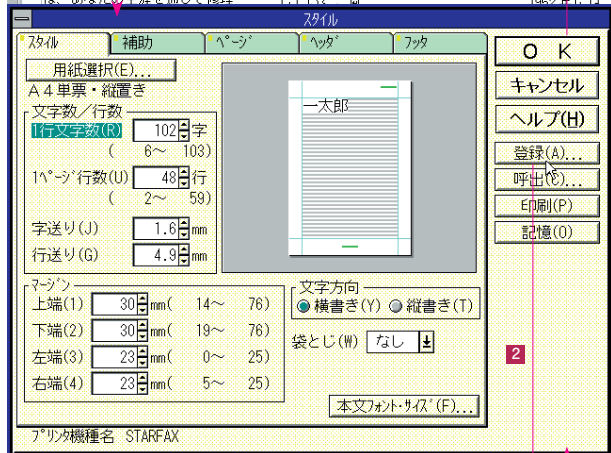 スタイル
スタイル 補助 ページ ヘッダ フッタ
用紙選択(E)...
A4単票・縦置き
文字数／行数
1行文字数(R) 102 字
( 6～ 103)
1ページ行数(U) 48 行
( 2～ 59)
字送り(J) 1.6 mm
行送り(G) 4.9 mm
一太郎
マージン
上端(1) 30 mm( 14～ 76)
下端(2) 30 mm( 19～ 76)
左端(3) 23 mm( 0～ 25)
右端(4) 23 mm( 5～ 25)
文字方向
横書き(Y) 縦書き(T)
袋とじ(W) なし
本文フォント・サイズ(F)...
プリンタ機種名 STARFAX
OK
キャンセル
ヘルプ(H)
登録(A)...
呼出(C)...
印刷(P)
記憶(O)
2